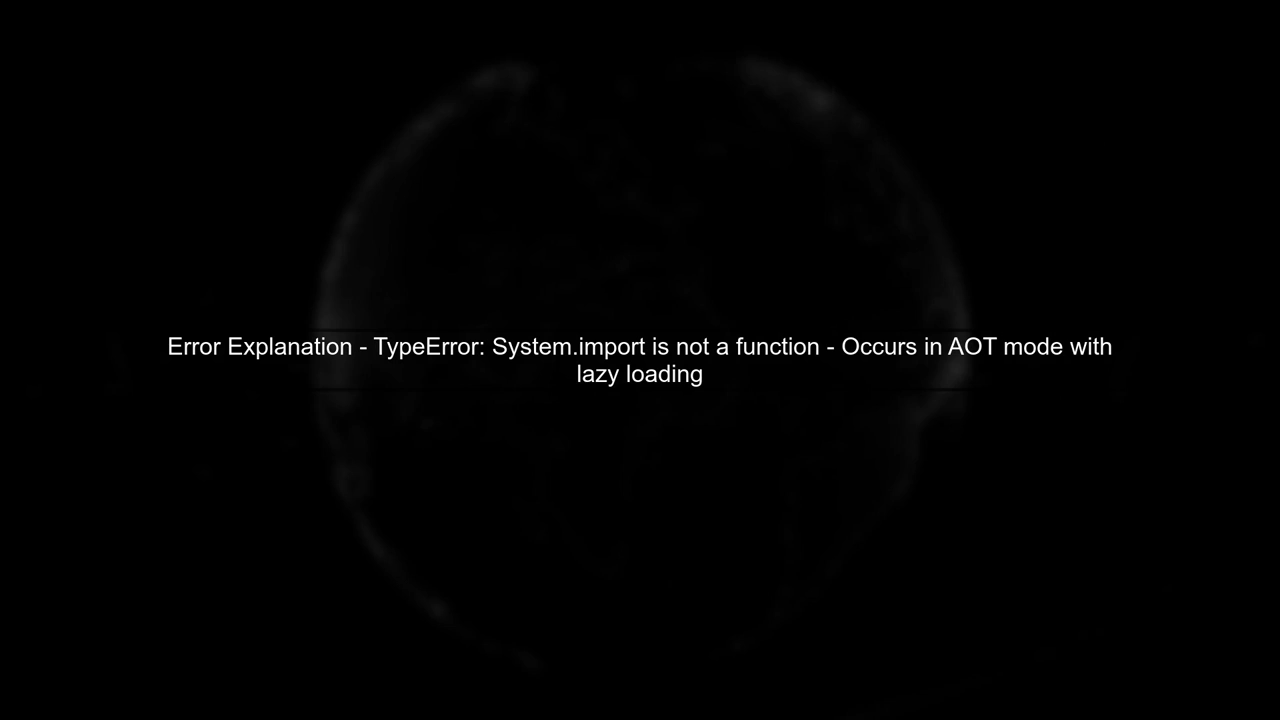 Error Explanation - TypeError: System.import is not a function - Occurs in AOT mode with
lazy loading